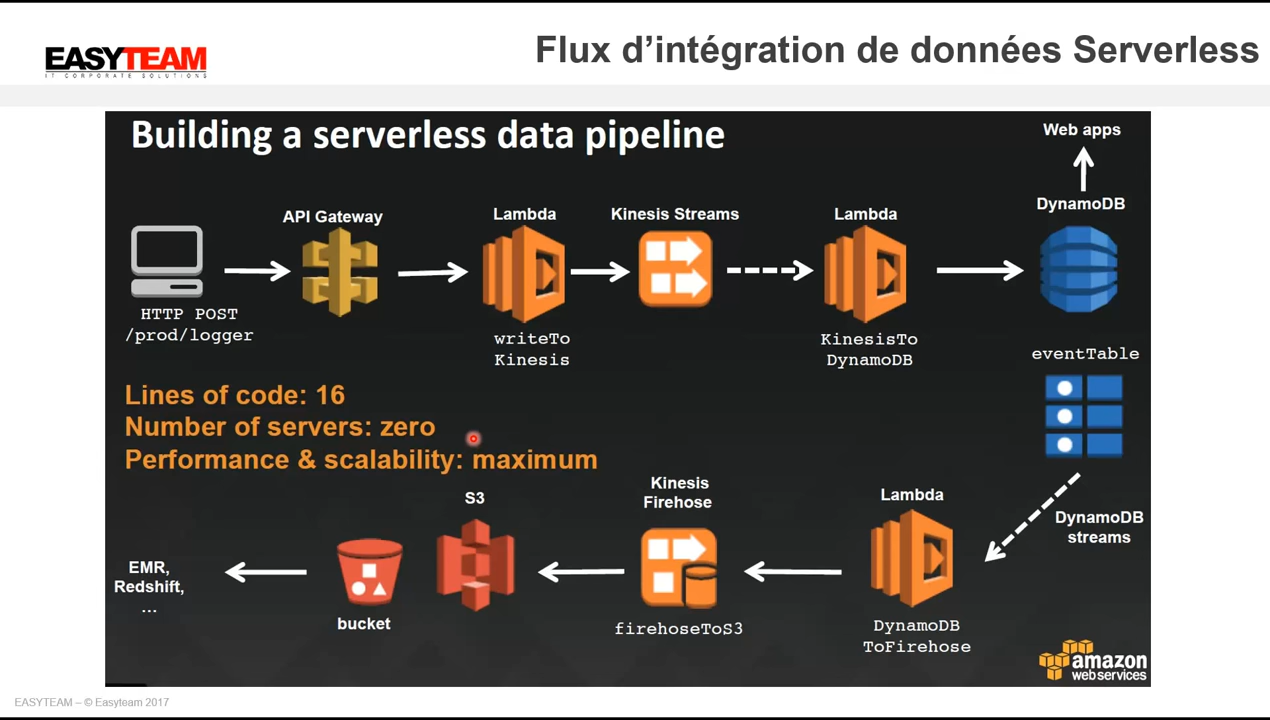 EASYTEAM
IT CORPORATE SOLUTIONS
Flux d’intégration de données Serverless
Building a serverless data pipeline
Web apps
DynamoDB
API Gateway
Lambda
Kinesis Streams
Lambda
HTTP POST
/prod/logger
writeTo
Kinesis
KinesisTo
DynamoDB
eventTable
Lines of code: 16
Number of servers: zero
Performance & scalability: maximum
S3
Kinesis
Firehose
Lambda
DynamoDB
streams
EMR,
Redshift,
...
bucket
firehoseToS3
DynamoDB
ToFirehose
amazon
webservices
EASYTEAM – © Easyteam 2017